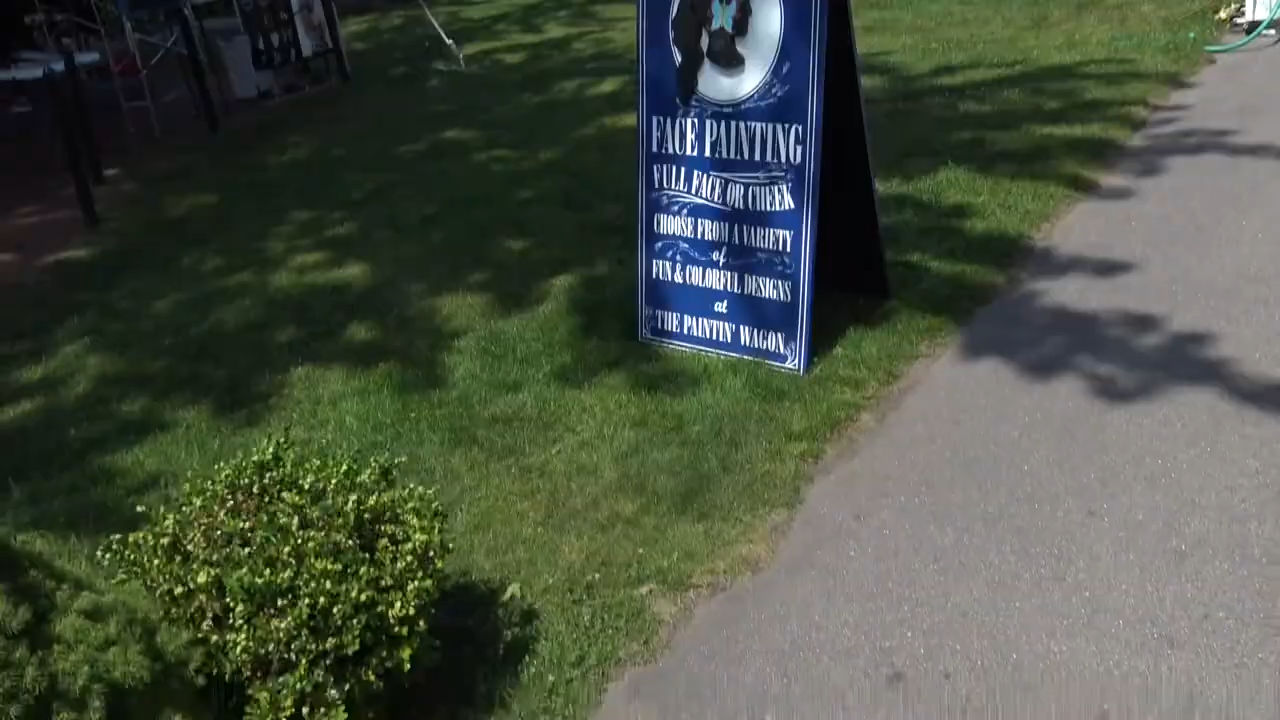 FACE PAINTING
FULL FACE OR CHEEK
CHOOSE FROM A VARIETY
of
FUN & COLORFUL DESIGNS
at
THE PAINTIN' WAGON